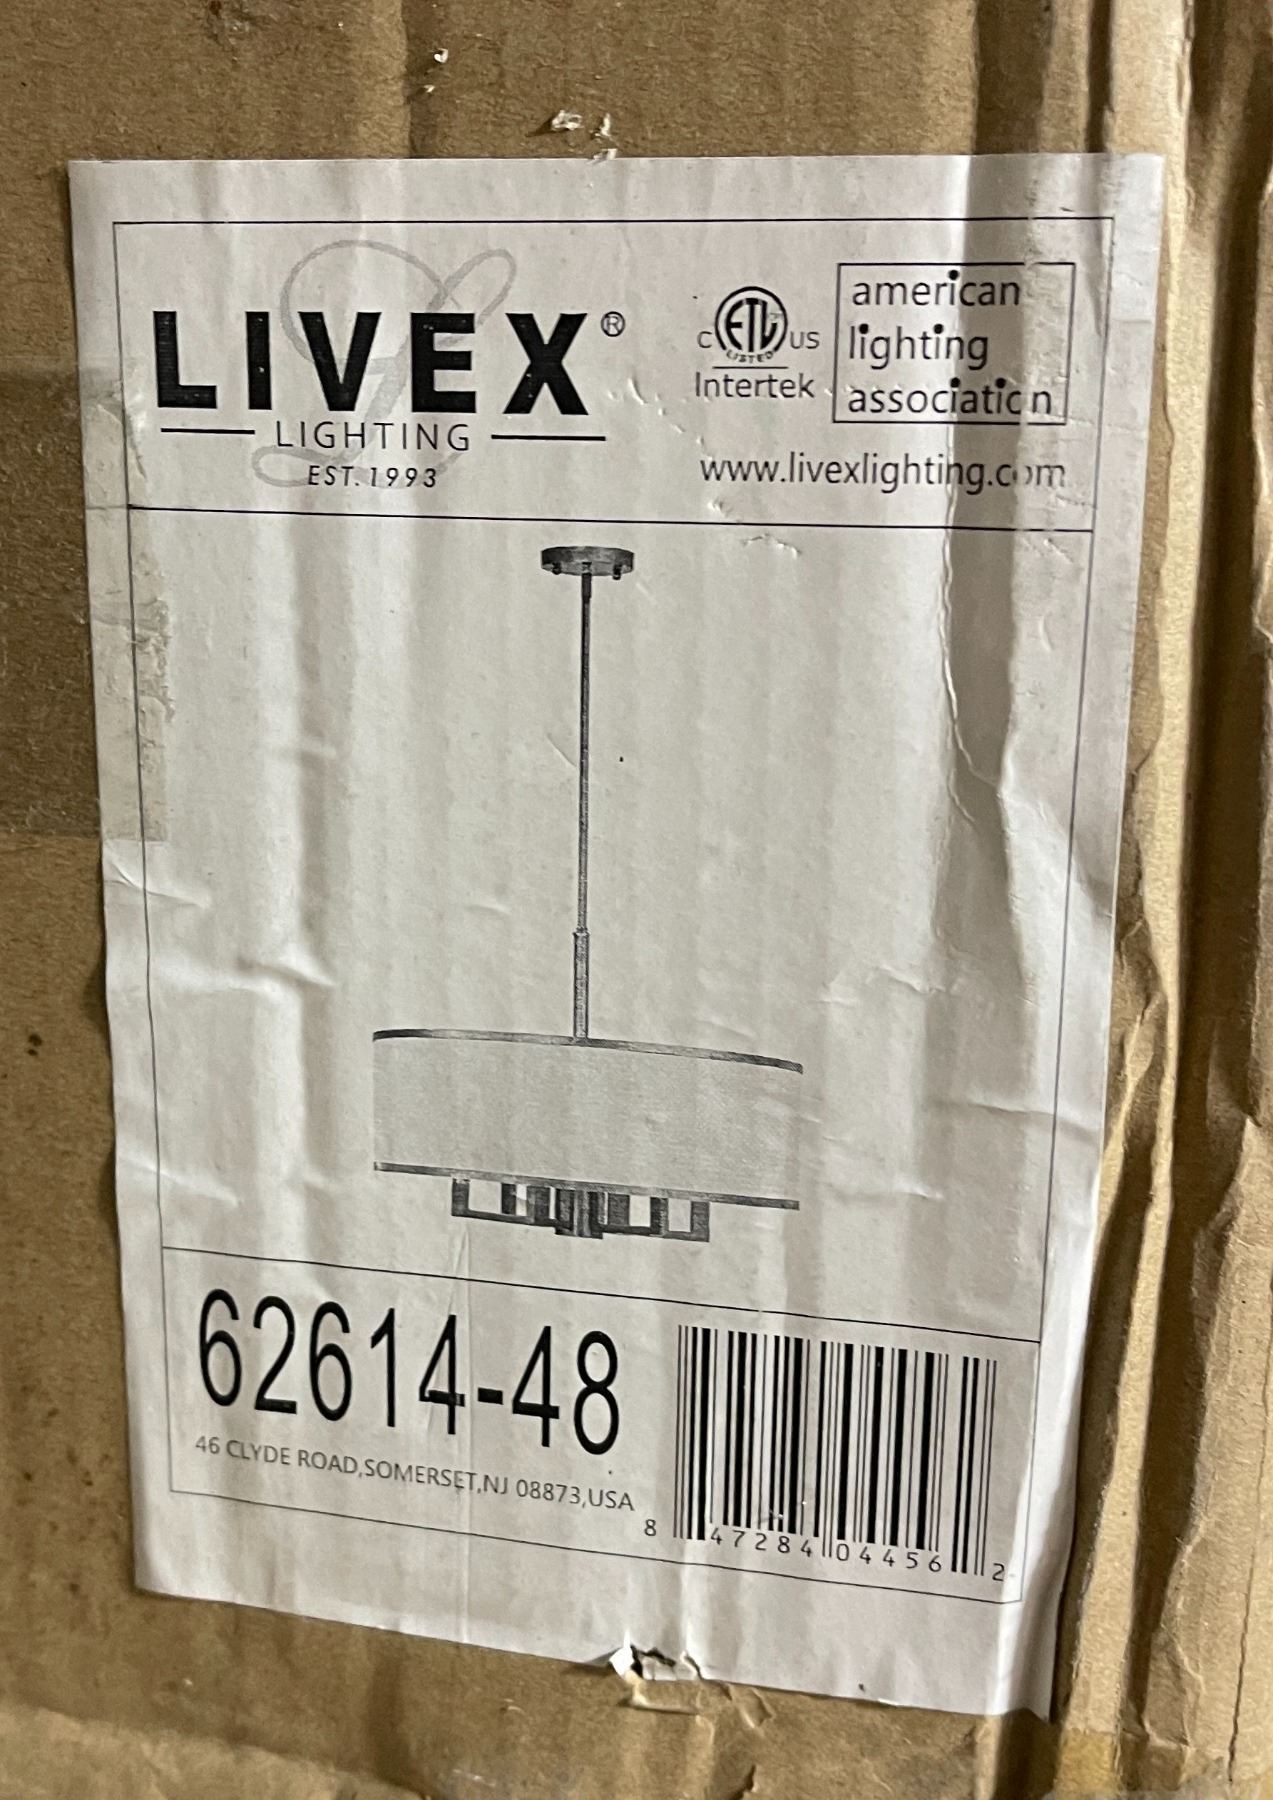 LIVEX®
LIGHTING
EST. 1993
C ETL US
LISTED
Intertek
american
lighting
association
www.livexlighting.com
62614-48
46 CLYDE ROAD,SOMERSET,NJ 08873,USA
8 47284 04456 2